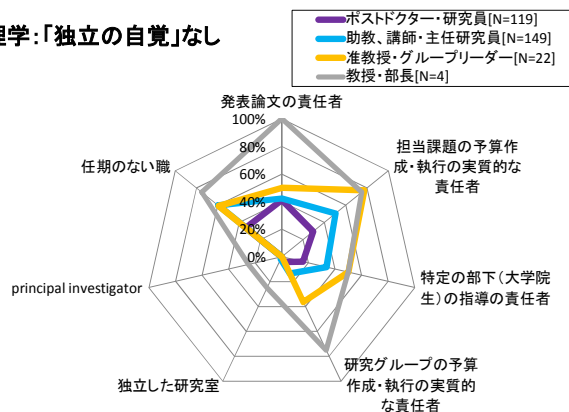 理学：「独立の自覚」なし
ポストドクター・研究員[N=119]
助教、講師・主任研究員[N=149]
准教授・グループリーダー[N=22]
教授・部長[N=4]
発表論文の責任者
100%
80%
60%
40%
20%
0%
担当課題の予算作
成・執行の実質的な
責任者
特定の部下（大学院
生）の指導の責任者
研究グループの予算
作成・執行の実質的
な責任者
独立した研究室
principal investigator
任期のない職